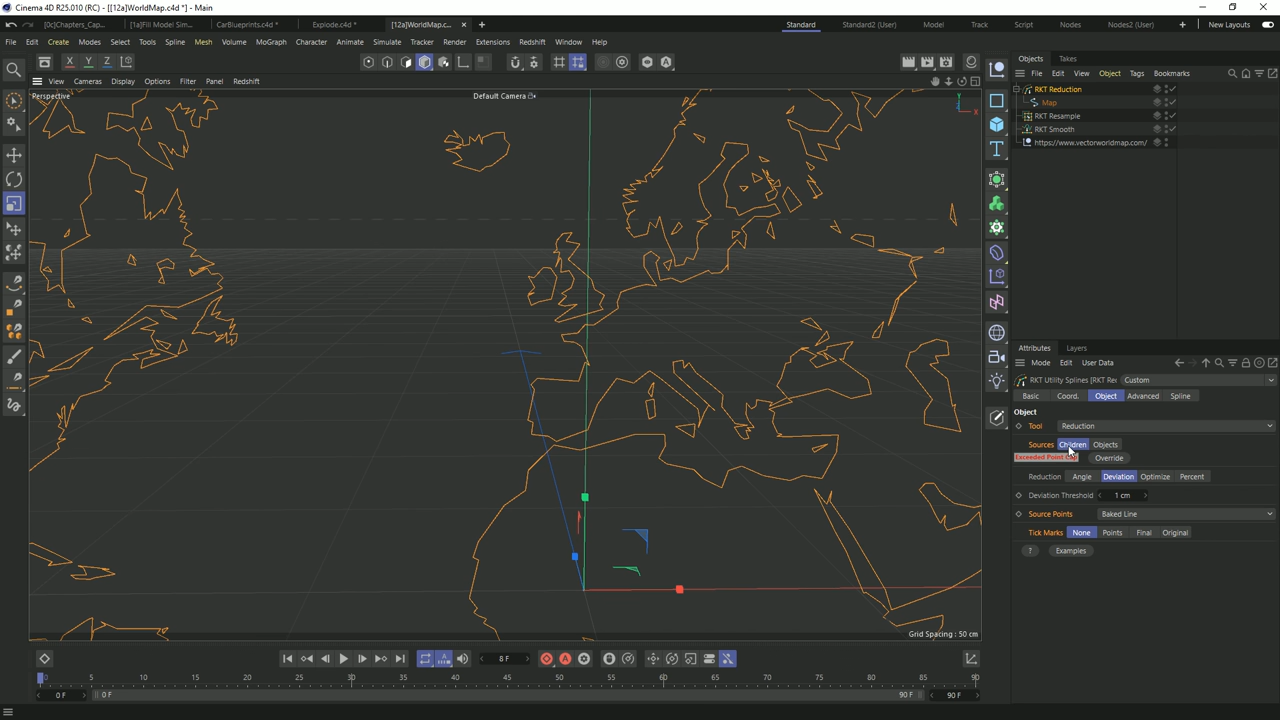 Cinema 4D R25.010 (RC) - [[12a]WorldMap.c4d *] - Main
[0c]Chapters_Cap...
[1a]Fill Model Sim...
CarBlueprints.c4d *
Explode.c4d *
[12a]WorldMap.c...
Standard
Standard2 (User)
Model
Track
Script
Nodes
Nodes2 (User)
New Layouts
File Edit Create Modes Select Tools Spline Mesh Volume MoGraph Character Animate Simulate Tracker Render Extensions Redshift Window Help
X Y Z
View Cameras Display Options Filter Panel Redshift
Perspective
Default Camera
Y
X
Grid Spacing : 50 cm
Objects Takes
File Edit View Object Tags Bookmarks
RKT Reduction
Map
RKT Resample
RKT Smooth
https://www.vectorworldmap.com/
Attributes Layers
Mode Edit User Data
RKT Utility Splines [RKT Rec
Custom
Basic Coord. Object Advanced Spline
Object
Tool Reduction
Sources Children Objects
Exceeded Point Cap Override
Reduction Angle Deviation Optimize Percent
Deviation Threshold 1 cm
Source Points Baked Line
Tick Marks None Points Final Original
? Examples
8 F
0 5 10 15 20 25 30 35 40 45 50 55 60 65 70 75 80 85 90
0 F
0 F
90 F
90 F